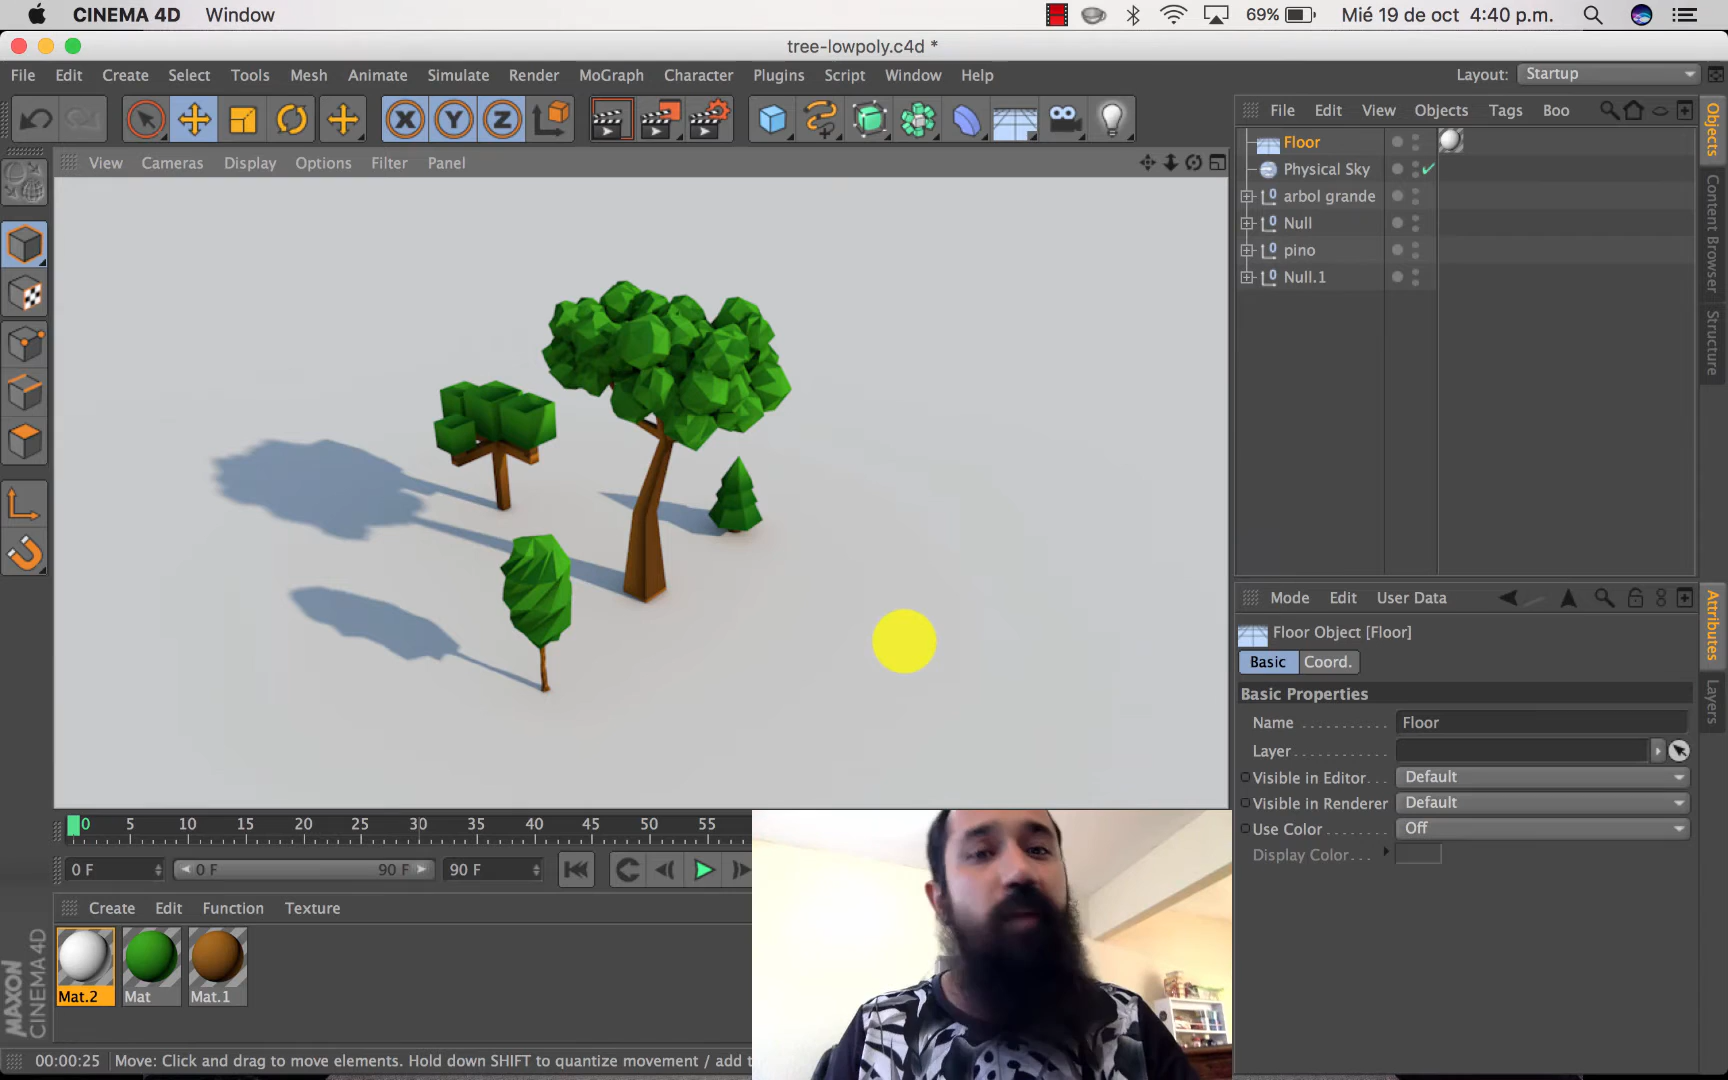 CINEMA 4D Window 69% Mié 19 de oct 4:40 p.m.
tree-lowpoly.c4d *
File Edit Create Select Tools Mesh Animate Simulate Render MoGraph Character Plugins Script Window Help Layout: Startup
X Y Z
File Edit View Objects Tags Boo
View Cameras Display Options Filter Panel
Floor
Physical Sky
arbol grande
Null
pino
Null.1
Objects
Content Browser
Structure
Mode Edit User Data
Floor Object [Floor]
Basic Coord.
Basic Properties
Name Floor
Layer
Visible in Editor Default
Visible in Renderer Default
Use Color Off
Display Color
Attributes
Layers
0 5 10 15 20 25 30 35 40 45 50 55
0 F 0 F 90 F 90 F
Create Edit Function Texture
Mat.2 Mat Mat.1
MAXON
CINEMA 4D
00:00:25 Move: Click and drag to move elements. Hold down SHIFT to quantize movement / add t